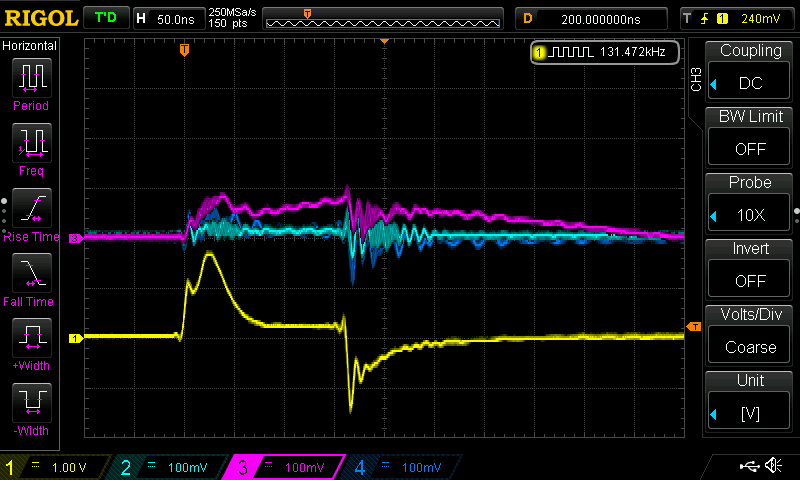 RIGOL T'D H 50.0ns 250MSa/s 150 pts D 200.000000ns T 1 240mV
Horizontal
Period
Freq
Rise Time
Fall Time
+Width
-Width
T
1 131.472kHz
3
1
T
CH3
Coupling
DC
BW Limit
OFF
Probe
10X
Invert
OFF
Volts/Div
Coarse
Unit
[V]
1 1.00 V 2 100mV 3 100mV 4 100mV